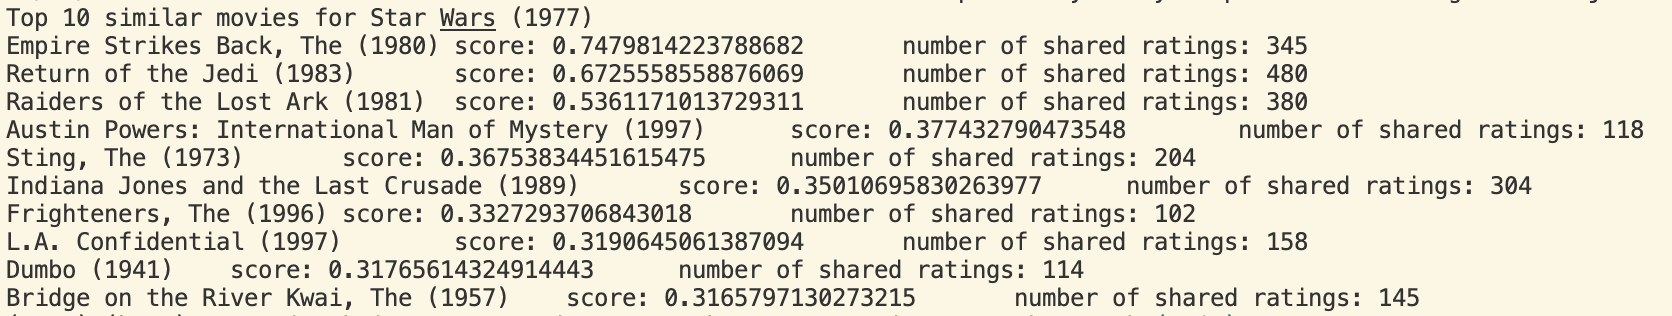 Top 10 similar movies for Star Wars (1977)
Empire Strikes Back, The (1980) score: 0.7479814223788682 number of shared ratings: 345
Return of the Jedi (1983) score: 0.6725558558876069 number of shared ratings: 480
Raiders of the Lost Ark (1981) score: 0.5361171013729311 number of shared ratings: 380
Austin Powers: International Man of Mystery (1997) score: 0.377432790473548 number of shared ratings: 118
Sting, The (1973) score: 0.36753834451615475 number of shared ratings: 204
Indiana Jones and the Last Crusade (1989) score: 0.35010695830263977 number of shared ratings: 304
Frighteners, The (1996) score: 0.3327293706843018 number of shared ratings: 102
L.A. Confidential (1997) score: 0.3190645061387094 number of shared ratings: 158
Dumbo (1941) score: 0.31765614324914443 number of shared ratings: 114
Bridge on the River Kwai, The (1957) score: 0.3165797130273215 number of shared ratings: 145